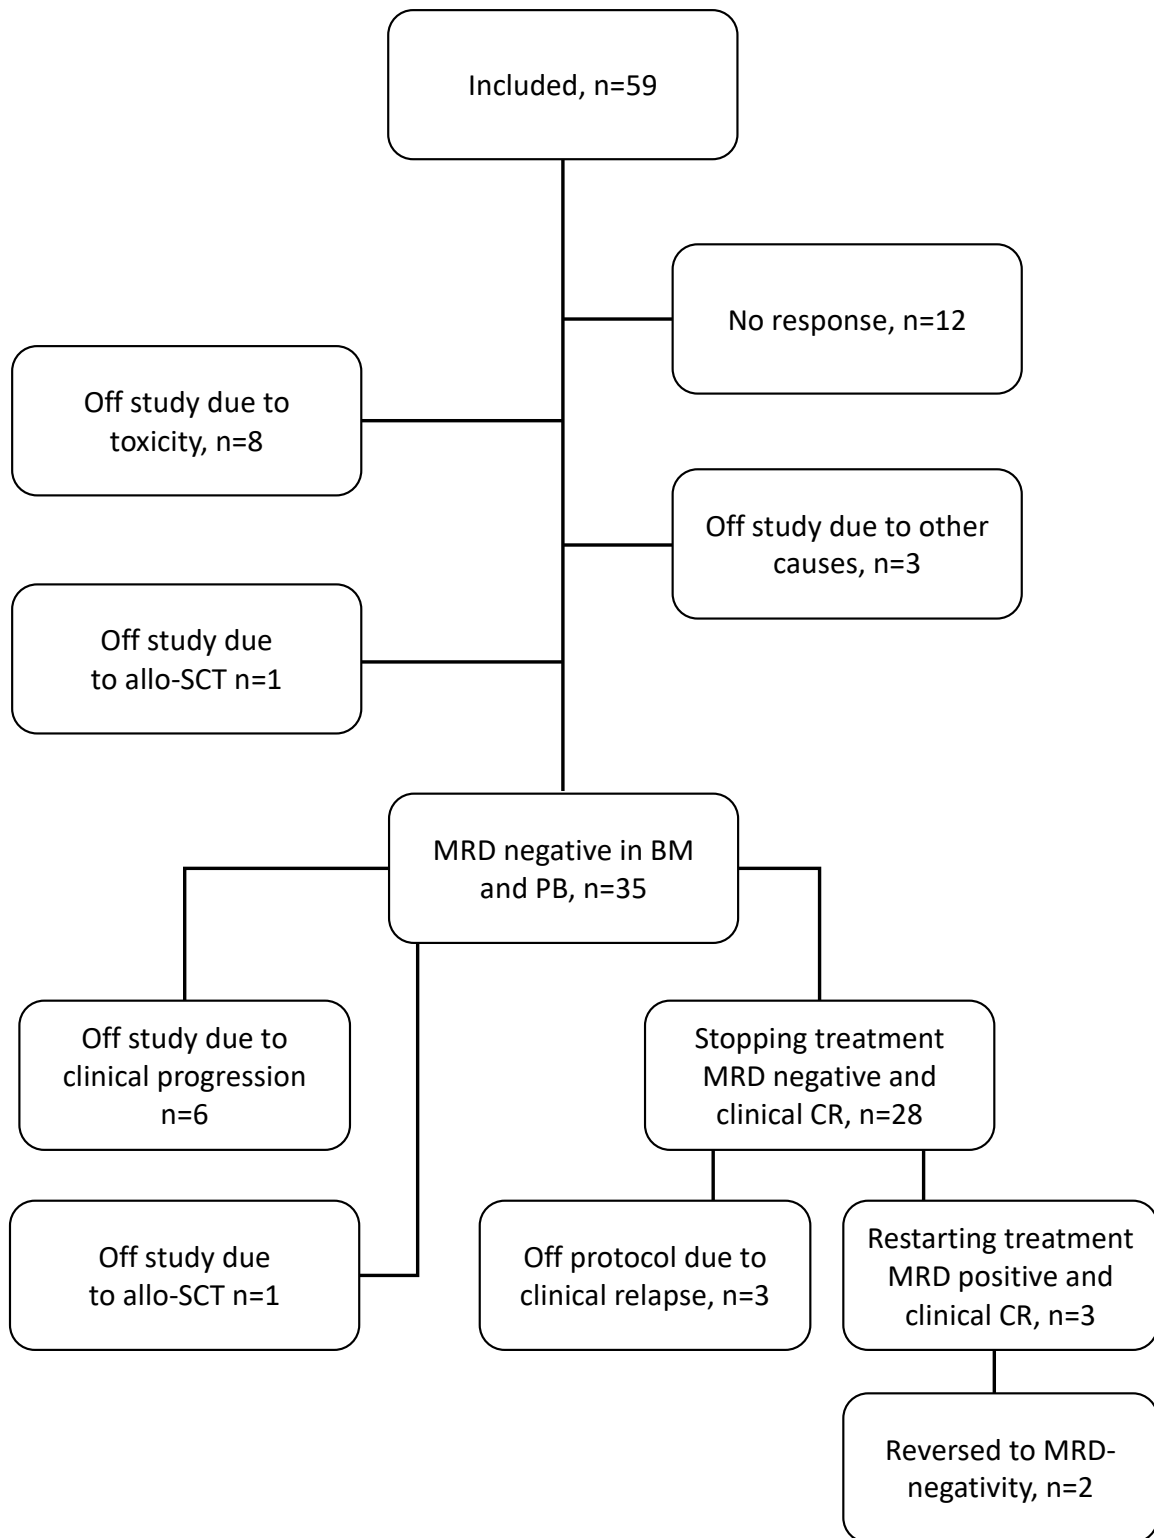 Included, n=59
No response, n=12
Off study due to
toxicity, n=8
Off study due to other
causes, n=3
Off study due
to allo-SCT n=1
MRD negative in BM
and PB, n=35
Off study due to
clinical progression
n=6
Stopping treatment
MRD negative and
clinical CR, n=28
Off study due
to allo-SCT n=1
Off protocol due to
clinical relapse, n=3
Restarting treatment
MRD positive and
clinical CR, n=3
Reversed to MRD-
negativity, n=2